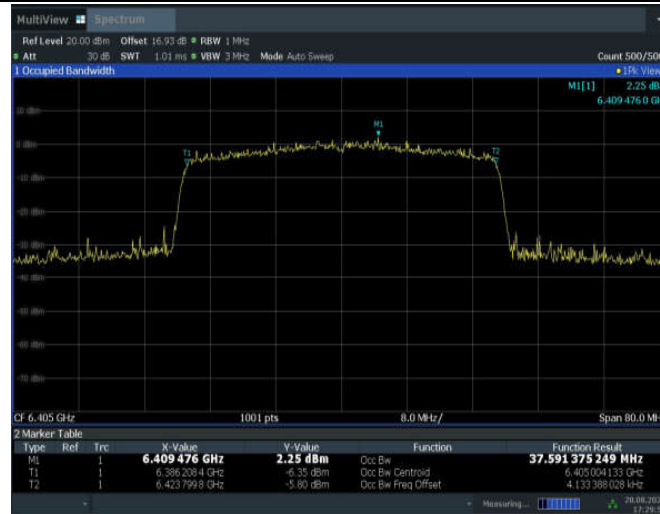 MultiView Spectrum
Ref Level 20.00 dBm Offset 16.93 dB RBW 1 MHz
Att 30 dB SWT 1.01 ms VBW 3 MHz Mode Auto Sweep Count 500/500
1 Occupied Bandwidth 1Pk View
M1[1] 2.25 dB
6.409 476 0 G
10 dBm
M1
0 dBm
T1 T2
-10 dBm
-20 dBm
-30 dBm
-40 dBm
-50 dBm
-60 dBm
-70 dBm
CF 6.405 GHz 1001 pts 8.0 MHz/ Span 80.0 MH
2 Marker Table
Type Ref Trc X-Value Y-Value Function Function Result
M1 1 6.409 476 GHz 2.25 dBm Occ Bw 37.591 375 249 MHz
T1 1 6.386 208 4 GHz -6.35 dBm Occ Bw Centroid 6.405 004 133 GHz
T2 1 6.423 799 8 GHz -5.80 dBm Occ Bw Freq Offset 4.133 388 028 kHz
Measuring... 20.08.202
17:29:5